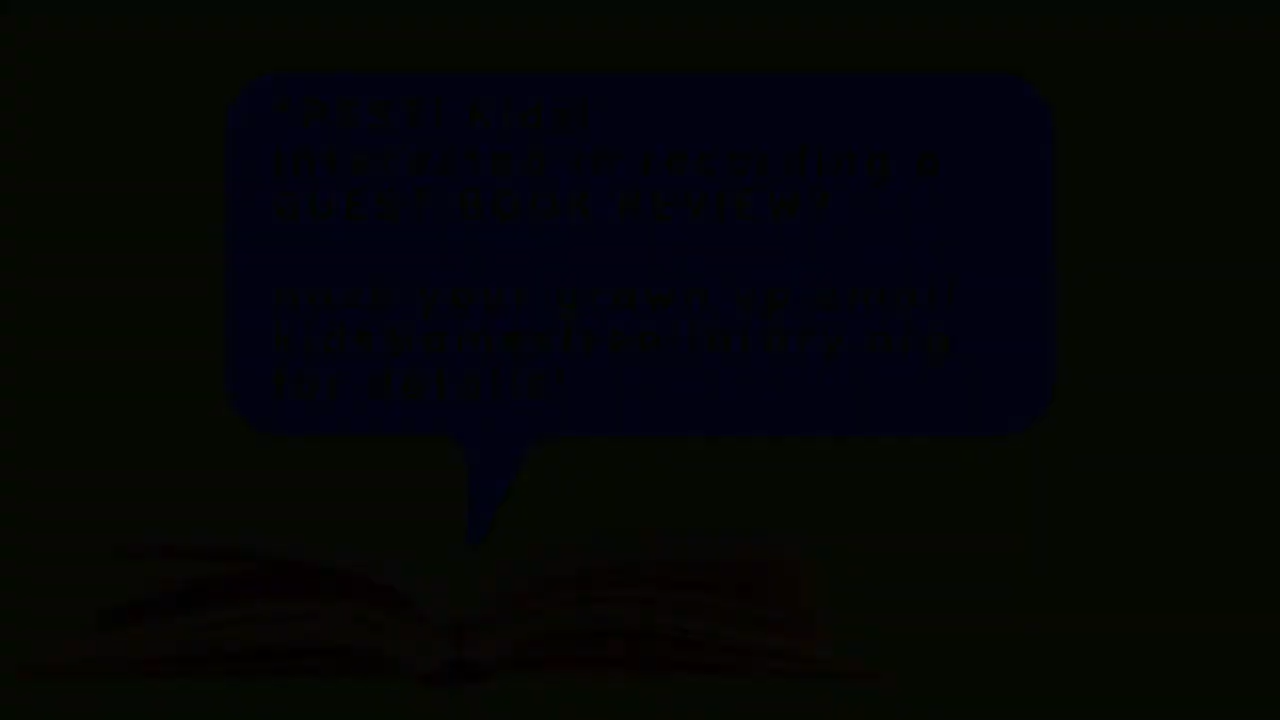 "PSST! Kids!
Interested in recording a
GUEST BOOK REVIEW?
Have your grown up email
for details"